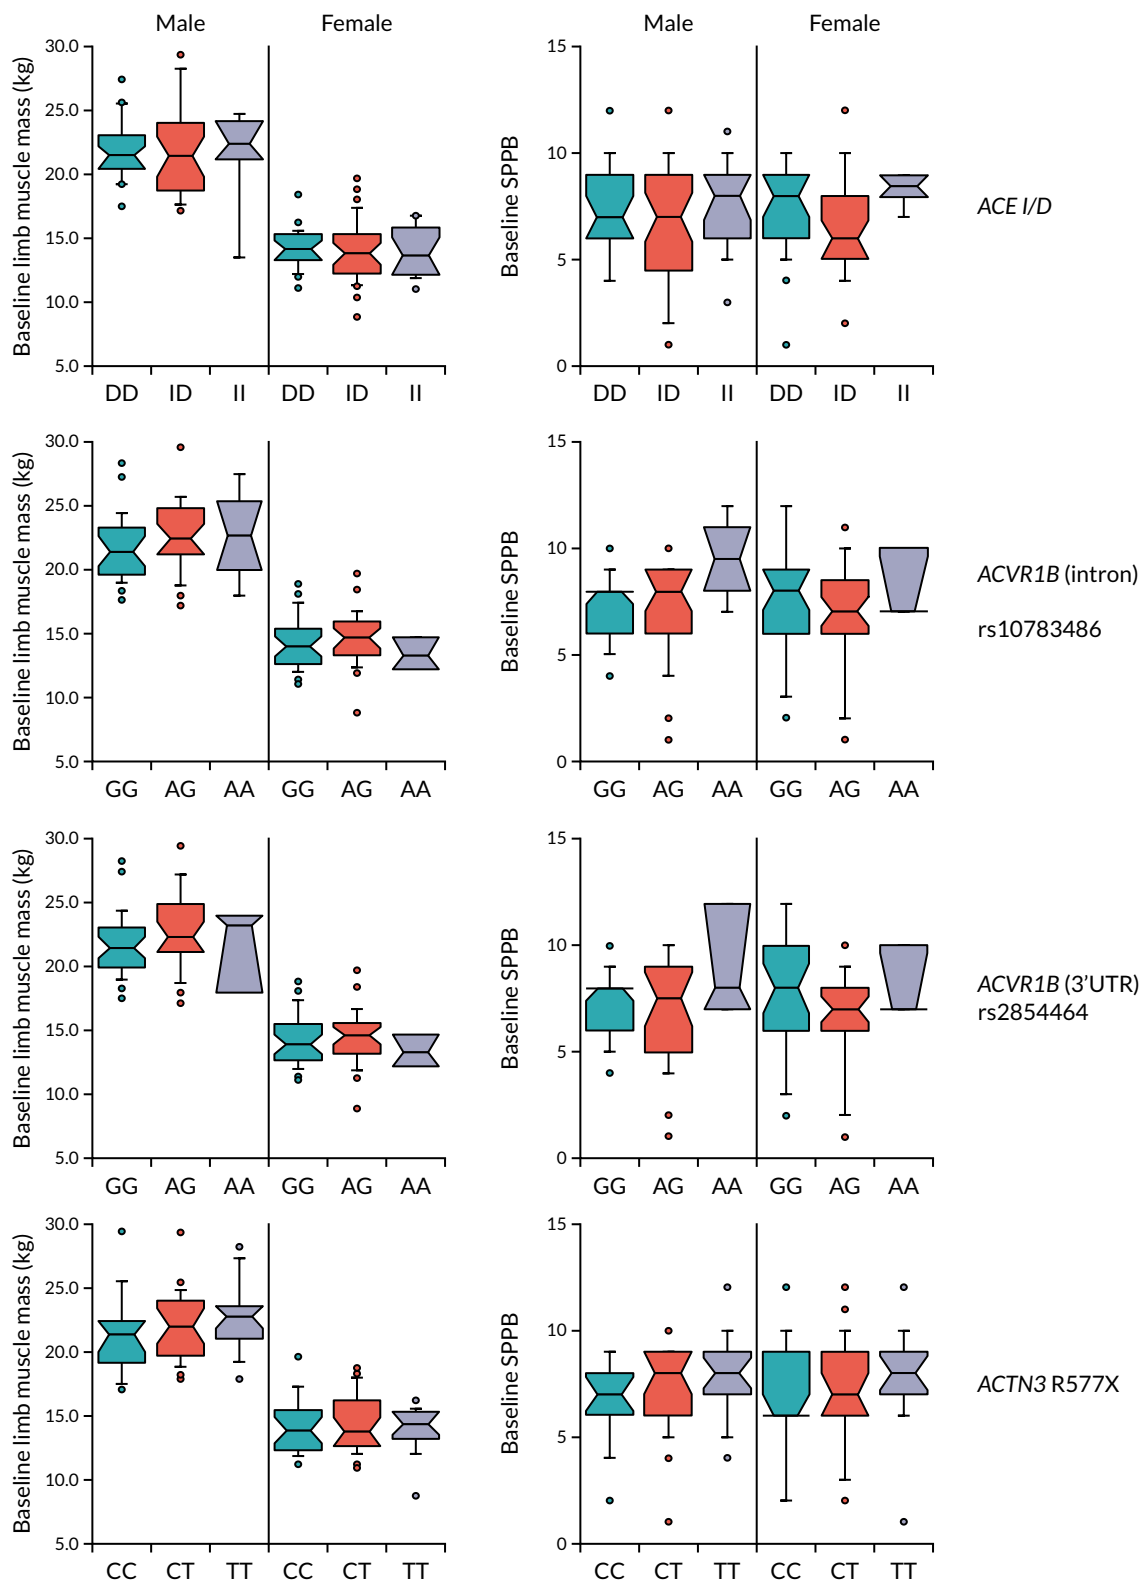 Male Female
Baseline limb muscle mass (kg)
30.0
25.0
20.0
15.0
10.0
5.0
DD ID II DD ID II
Male Female
Baseline SPPB
15
10
5
0
DD ID II DD ID II
ACE I/D
Baseline limb muscle mass (kg)
30.0
25.0
20.0
15.0
10.0
5.0
GG AG AA GG AG AA
Baseline SPPB
15
10
5
0
GG AG AA GG AG AA
ACVR1B (intron)
rs10783486
Baseline limb muscle mass (kg)
30.0
25.0
20.0
15.0
10.0
5.0
GG AG AA GG AG AA
Baseline SPPB
15
10
5
0
GG AG AA GG AG AA
ACVR1B (3’UTR)
rs2854464
Baseline limb muscle mass (kg)
30.0
25.0
20.0
15.0
10.0
5.0
CC CT TT CC CT TT
Baseline SPPB
15
10
5
0
CC CT TT CC CT TT
ACTN3 R577X